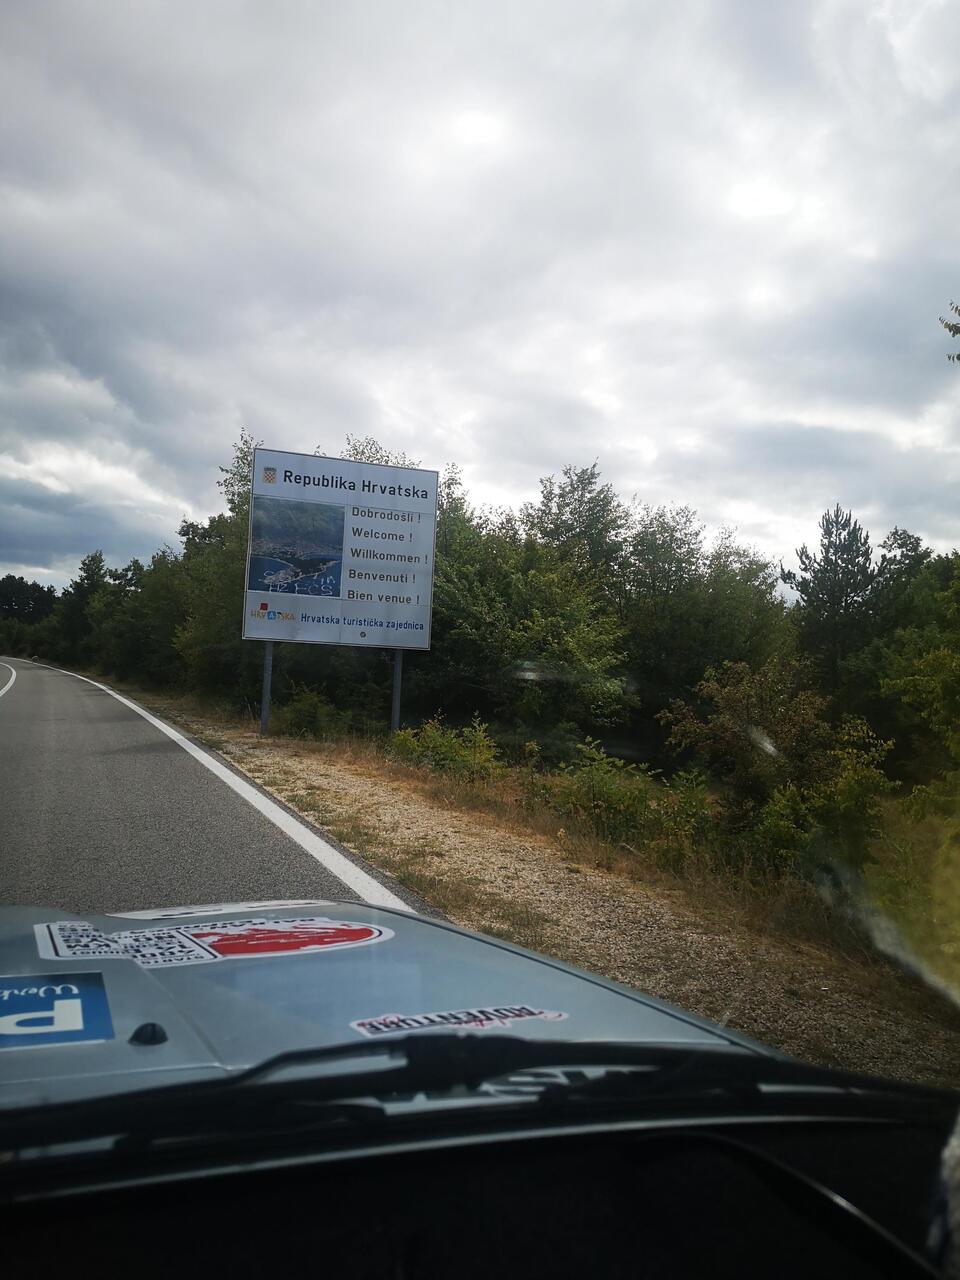 Republika Hrvatska
Dobrodošli !
Welcome !
Willkommen !
Benvenuti !
Bien venue !
HRVATSKA
Hrvatska turistička zajednica
P
ADVENTURE